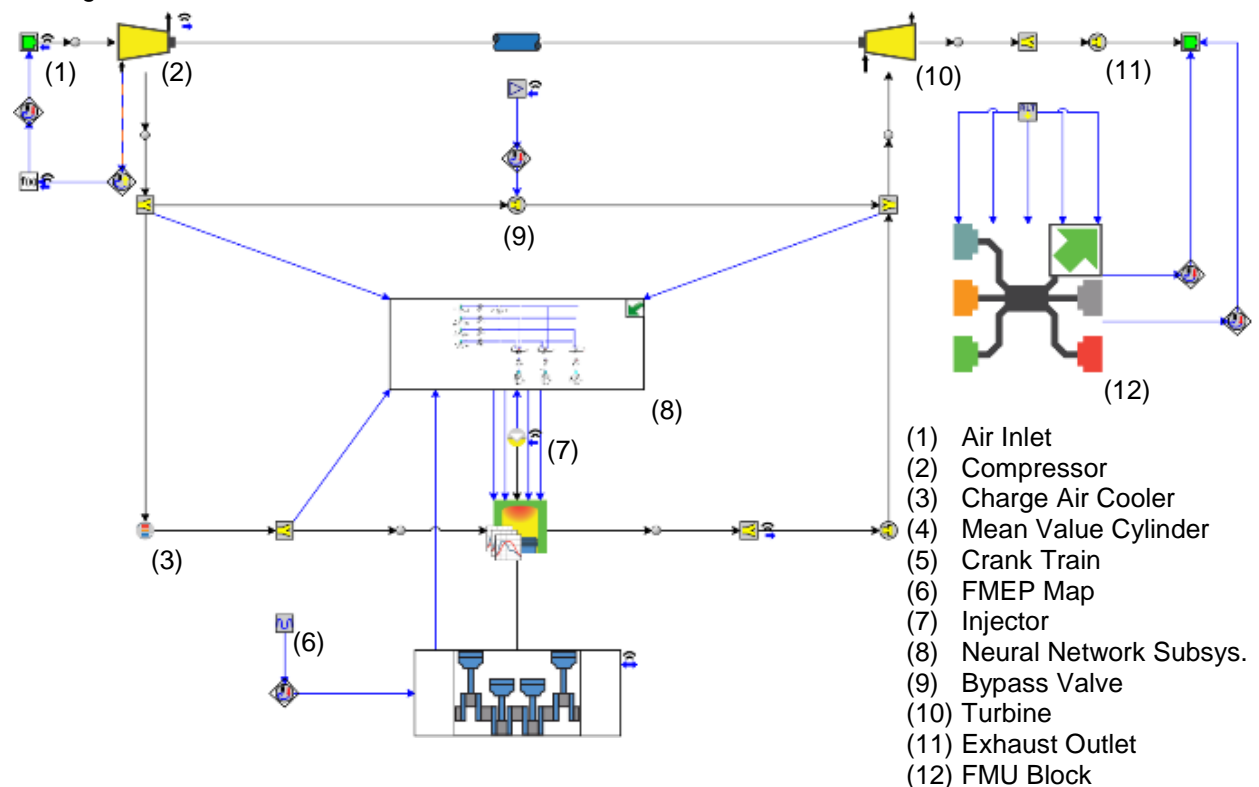 (1)
(2)
(10)
(11)
(9)
(12)
(8)
(7)
(3)
(6)
(1) Air Inlet
(2) Compressor
(3) Charge Air Cooler
(4) Mean Value Cylinder
(5) Crank Train
(6) FMEP Map
(7) Injector
(8) Neural Network Subsys.
(9) Bypass Valve
(10) Turbine
(11) Exhaust Outlet
(12) FMU Block